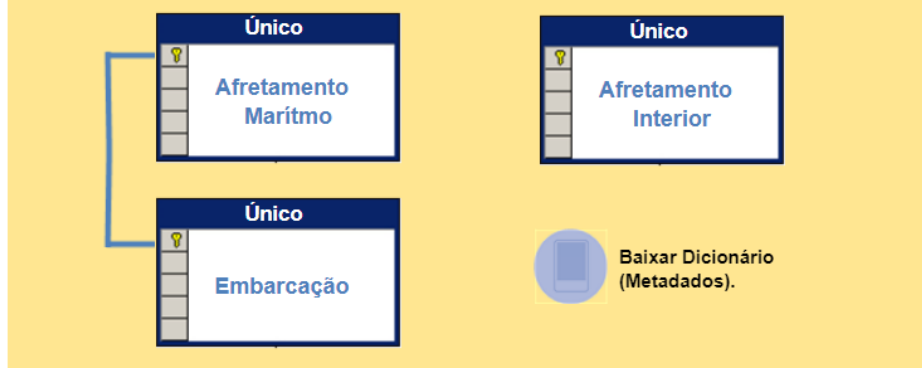 Único
Afretamento
Marítmo
Único
Afretamento
Interior
Único
Embarcação
Baixar Dicionário
(Metadados).